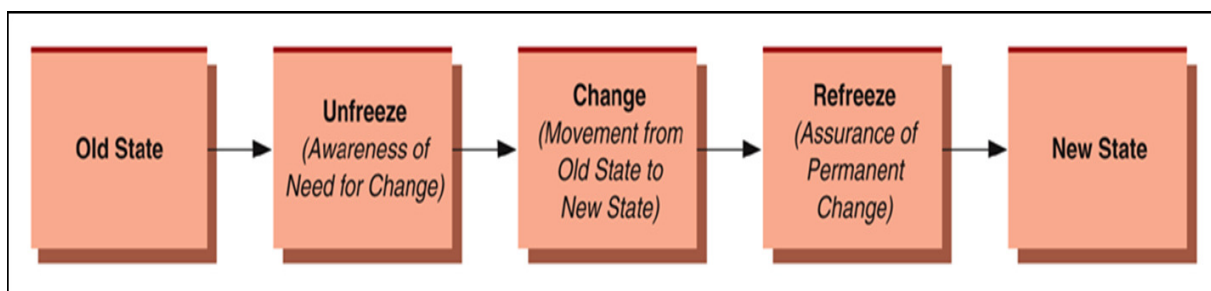 Old State
Unfreeze
(Awareness of
Need for Change)
Change
(Movement from
Old State to
New State)
Refreeze
(Assurance of
Permanent
Change)
New State